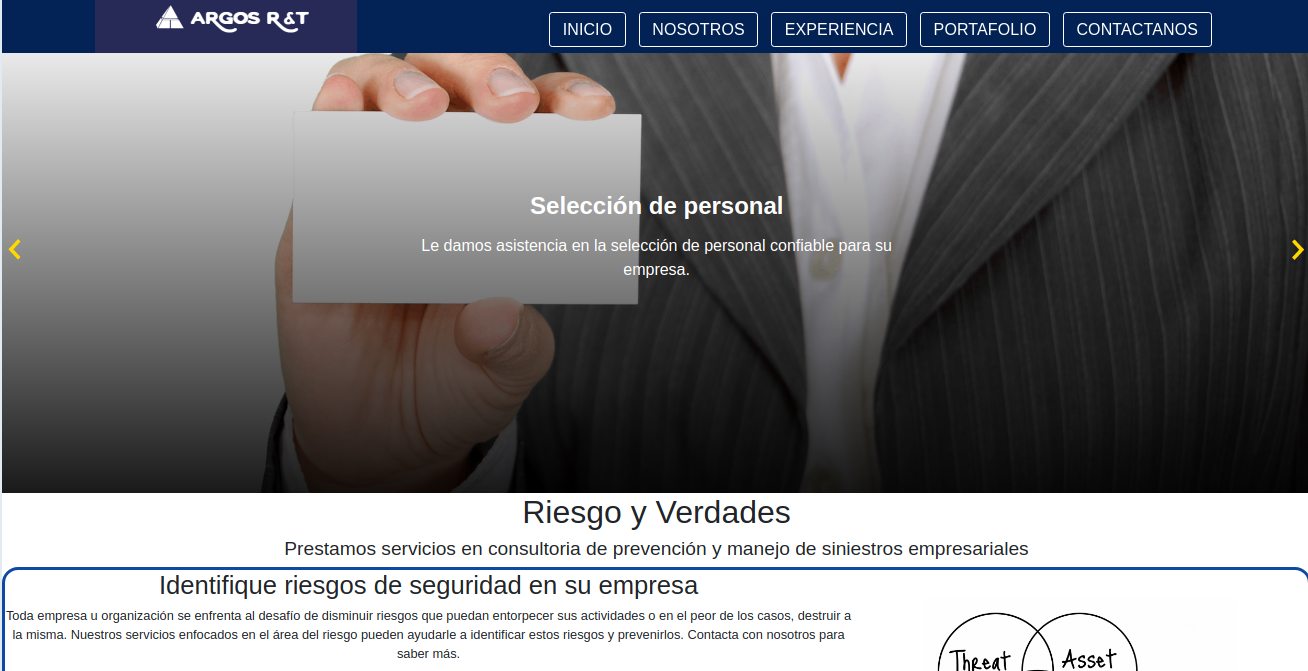 ARGOS R&T
INICIO
NOSOTROS
EXPERIENCIA
PORTAFOLIO
CONTACTANOS
Selección de personal
Le damos asistencia en la selección de personal confiable para su
empresa.
Riesgo y Verdades
Prestamos servicios en consultoria de prevención y manejo de siniestros empresariales
Identifique riesgos de seguridad en su empresa
Toda empresa u organización se enfrenta al desafío de disminuir riesgos que puedan entorpecer sus actividades o en el peor de los casos, destruir a
la misma. Nuestros servicios enfocados en el área del riesgo pueden ayudarle a identificar estos riesgos y prevenirlos. Contacta con nosotros para
saber más.
Threat
Asset